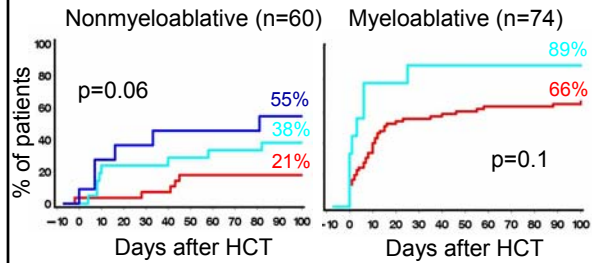 Nonmyeloablative (n=60) Myeloablative (n=74)
% of patients
100
80
60
40
20
0
p=0.06
55%
38%
21%
89%
66%
p=0.1
-10 0 10 20 30 40 50 60 70 80 90 100
-10 0 10 20 30 40 50 60 70 80 90 100
Days after HCT Days after HCT